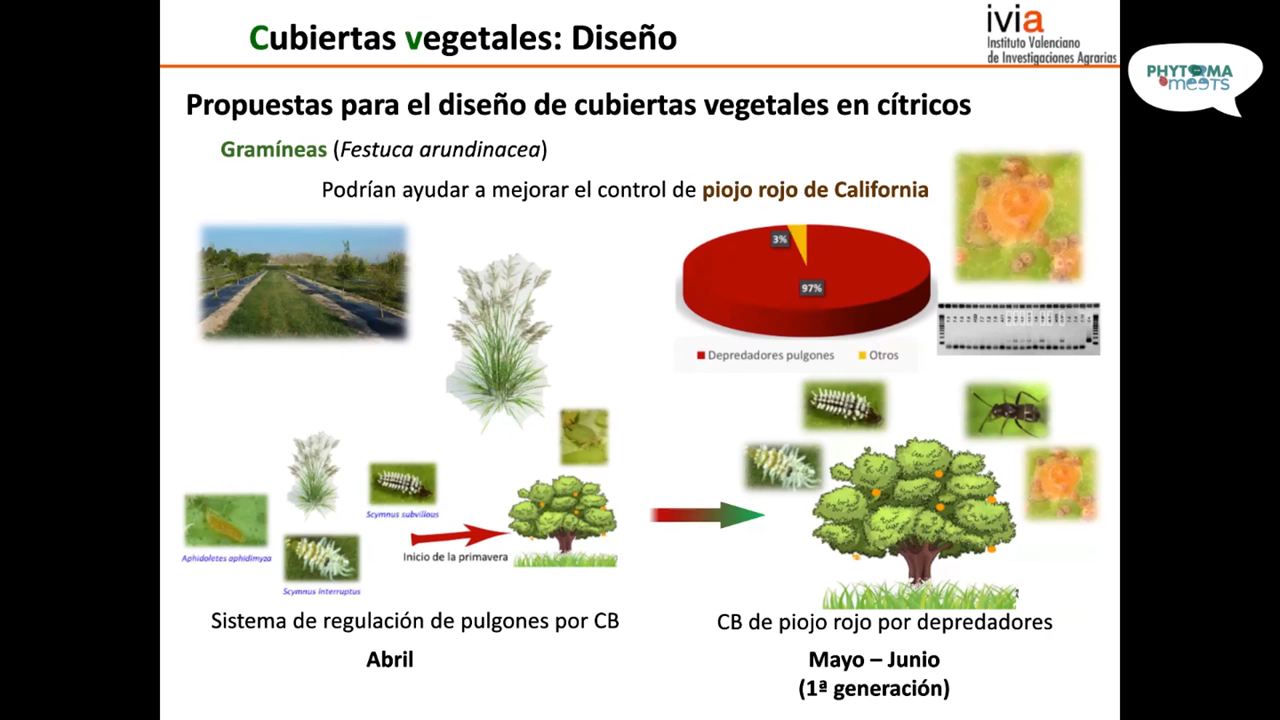 Cubiertas vegetales: Diseño
ivia
Instituto Valenciano
de Investigaciones Agrarias
PHYTOMA
meets
Propuestas para el diseño de cubiertas vegetales en cítricos
Gramíneas (Festuca arundinacea)
Podrían ayudar a mejorar el control de piojo rojo de California
3%
97%
Depredadores pulgones
Otros
Scymnus subvillous
Aphidoletes aphidimyza
Inicio de la primavera
Scymnus interruptus
Sistema de regulación de pulgones por CB
CB de piojo rojo por depredadores
Abril
Mayo – Junio
(1ª generación)